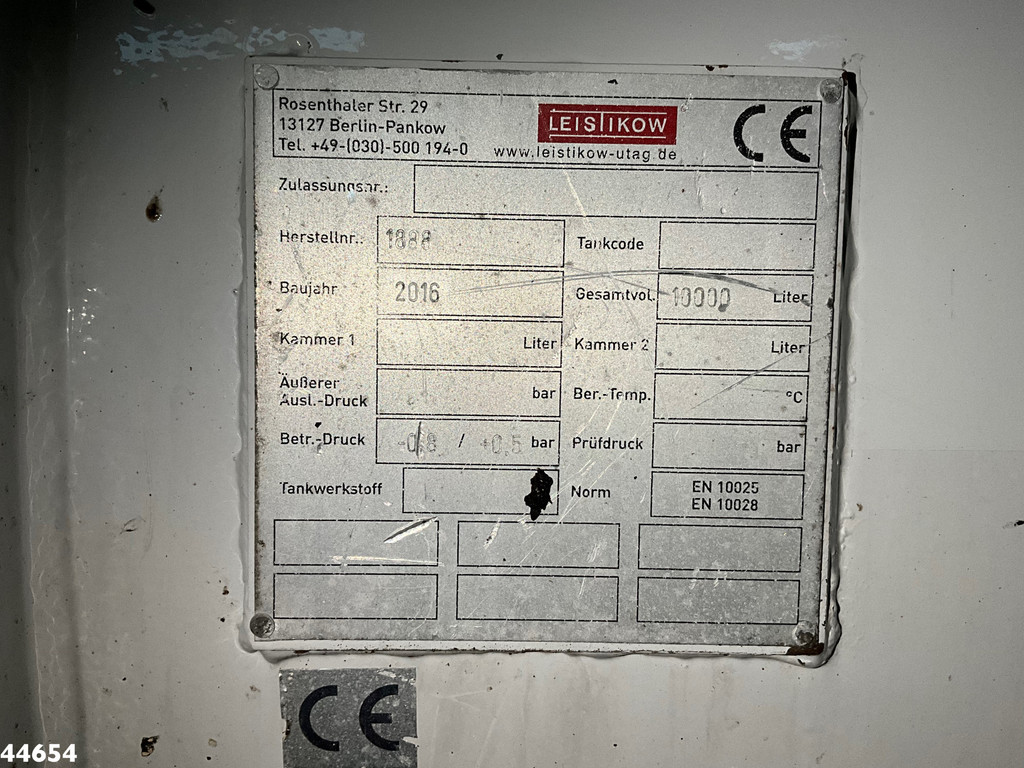 Rosenthaler Str. 29
13127 Berlin-Pankow
Tel. +49-(030)-500 194-0
LEISTIKOW
www.leistikow-utag.de
CE
Zulassungsnr.:
Herstellnr.: 1888 Tankcode
Baujahr 2016 Gesamtvol. 10000 Liter
Kammer 1 Liter Kammer 2 Liter
Äußerer
Ausl.-Druck bar Ber.-Temp. °C
Betr.-Druck -0,8 / +0,5 bar Prüfdruck bar
Tankwerkstoff Norm EN 10025
EN 10028
CE
44654